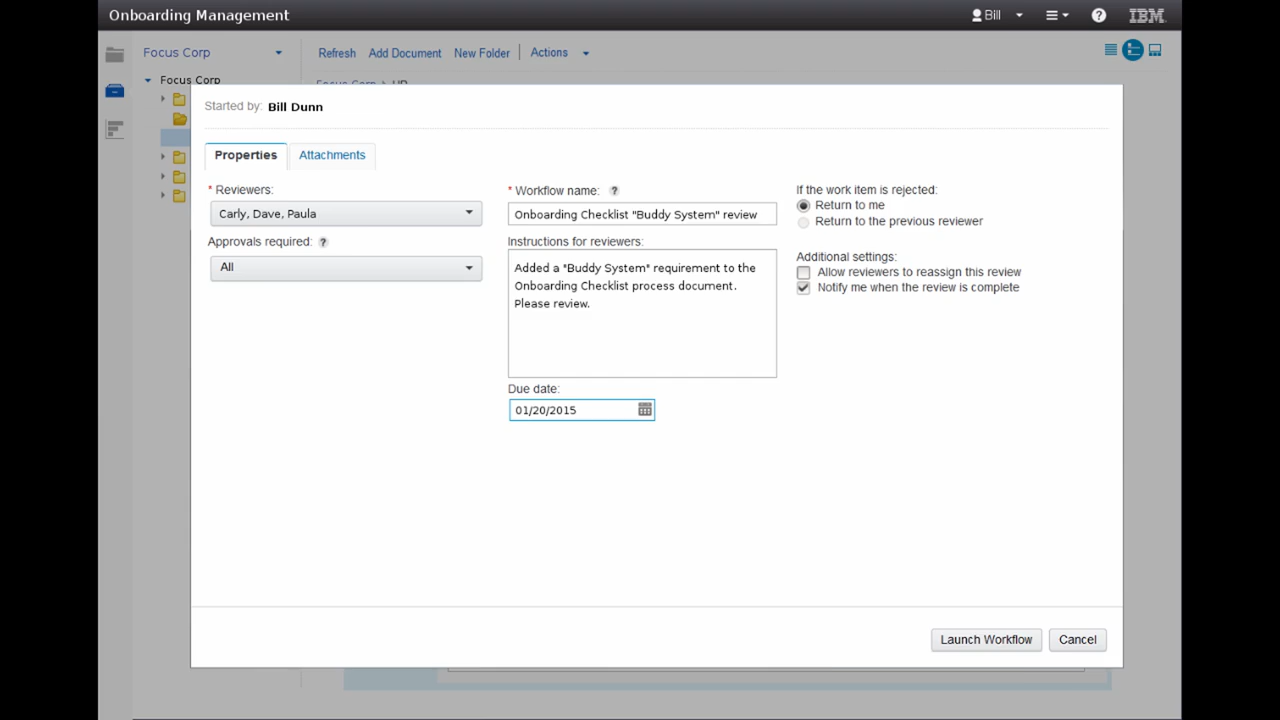 Onboarding Management
Bill
IBM
Focus Corp
Refresh
Add Document
New Folder
Actions
Focus Corp
Started by: Bill Dunn
Properties
Attachments
* Reviewers:
Carly, Dave, Paula
Approvals required: ?
All
* Workflow name: ?
Onboarding Checklist "Buddy System" review
Instructions for reviewers:
Added a "Buddy System" requirement to the
Onboarding Checklist process document.
Please review.
Due date:
01/20/2015
If the work item is rejected:
Return to me
Return to the previous reviewer
Additional settings:
Allow reviewers to reassign this review
Notify me when the review is complete
Launch Workflow
Cancel